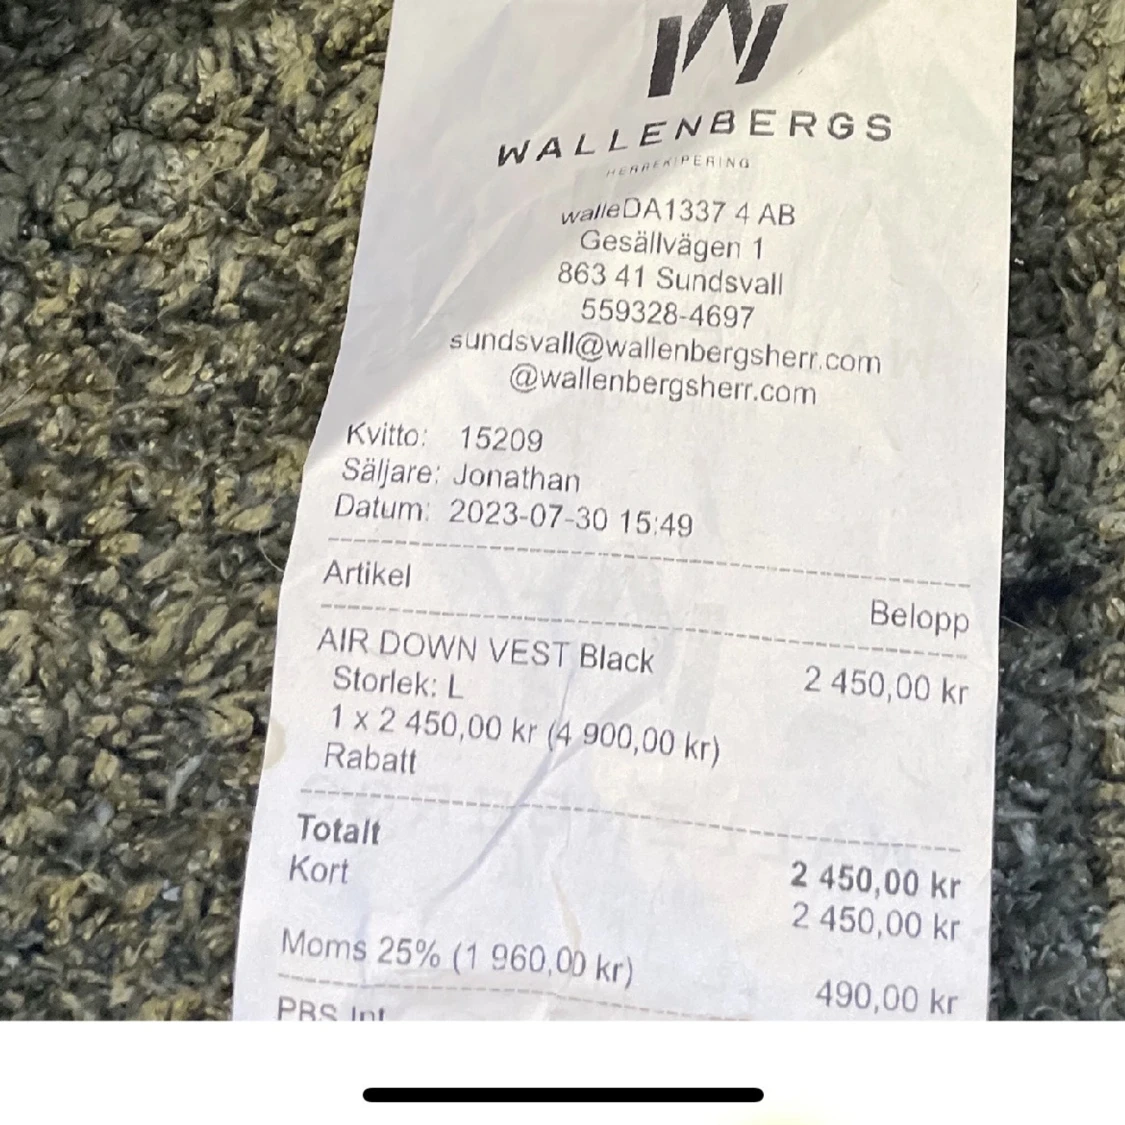 W
WALLENBERGS
HERREKIPERING
walleDA1337 4 AB
Gesällvägen 1
863 41 Sundsvall
559328-4697
sundsvall@wallenbergsherr.com
@wallenbergsherr.com
Kvitto: 15209
Säljare: Jonathan
Datum: 2023-07-30 15:49
Artikel Belopp
AIR DOWN VEST Black 2 450,00 kr
Storlek: L
1 x 2 450,00 kr (4 900,00 kr)
Rabatt
Totalt 2 450,00 kr
Kort 2 450,00 kr
Moms 25% (1 960,00 kr) 490,00 kr
PBS Int